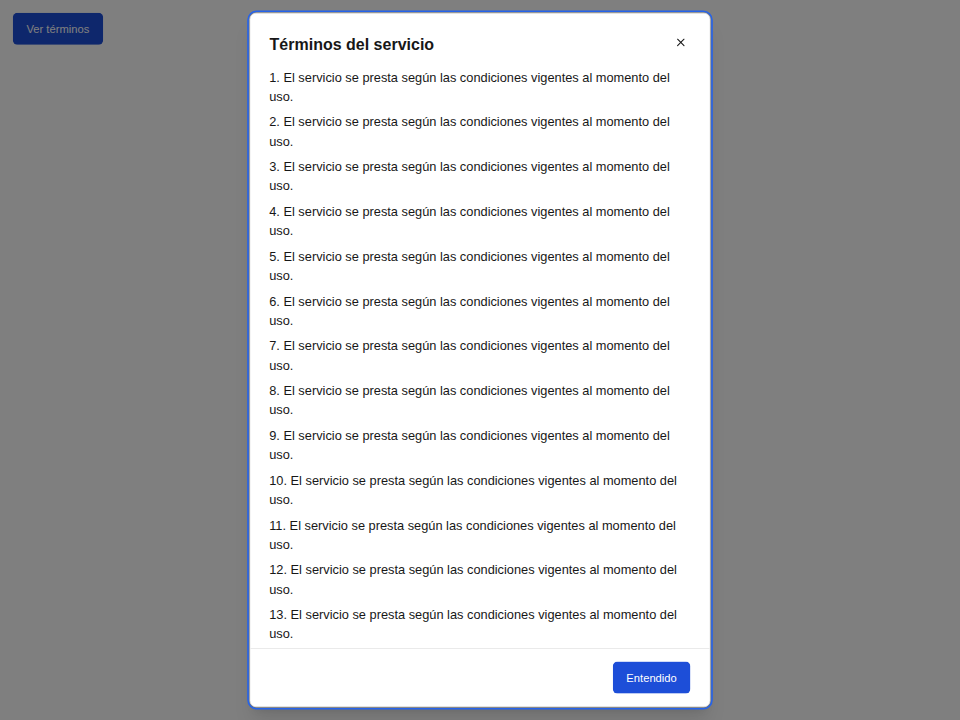 Ver términos
Términos del servicio
×
1. El servicio se presta según las condiciones vigentes al momento del
uso.
2. El servicio se presta según las condiciones vigentes al momento del
uso.
3. El servicio se presta según las condiciones vigentes al momento del
uso.
4. El servicio se presta según las condiciones vigentes al momento del
uso.
5. El servicio se presta según las condiciones vigentes al momento del
uso.
6. El servicio se presta según las condiciones vigentes al momento del
uso.
7. El servicio se presta según las condiciones vigentes al momento del
uso.
8. El servicio se presta según las condiciones vigentes al momento del
uso.
9. El servicio se presta según las condiciones vigentes al momento del
uso.
10. El servicio se presta según las condiciones vigentes al momento del
uso.
11. El servicio se presta según las condiciones vigentes al momento del
uso.
12. El servicio se presta según las condiciones vigentes al momento del
uso.
13. El servicio se presta según las condiciones vigentes al momento del
uso.
Entendido